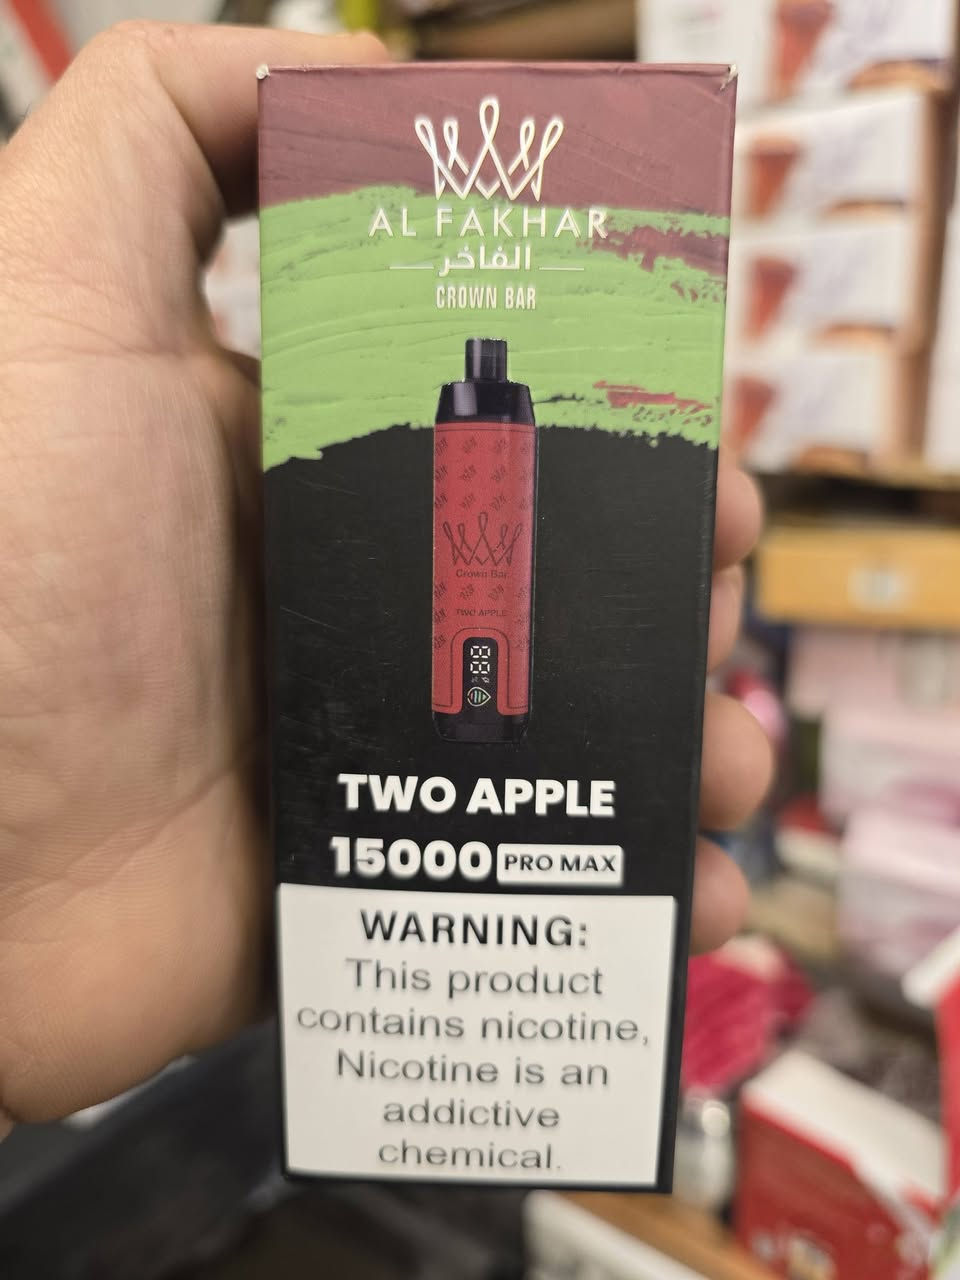 AL FAKHAR
الفاخر
CROWN BAR
Crown Bar
TWO APPLE
TWO APPLE
15000 PRO MAX
WARNING:
This product
contains nicotine,
Nicotine is an
addictive
chemical.